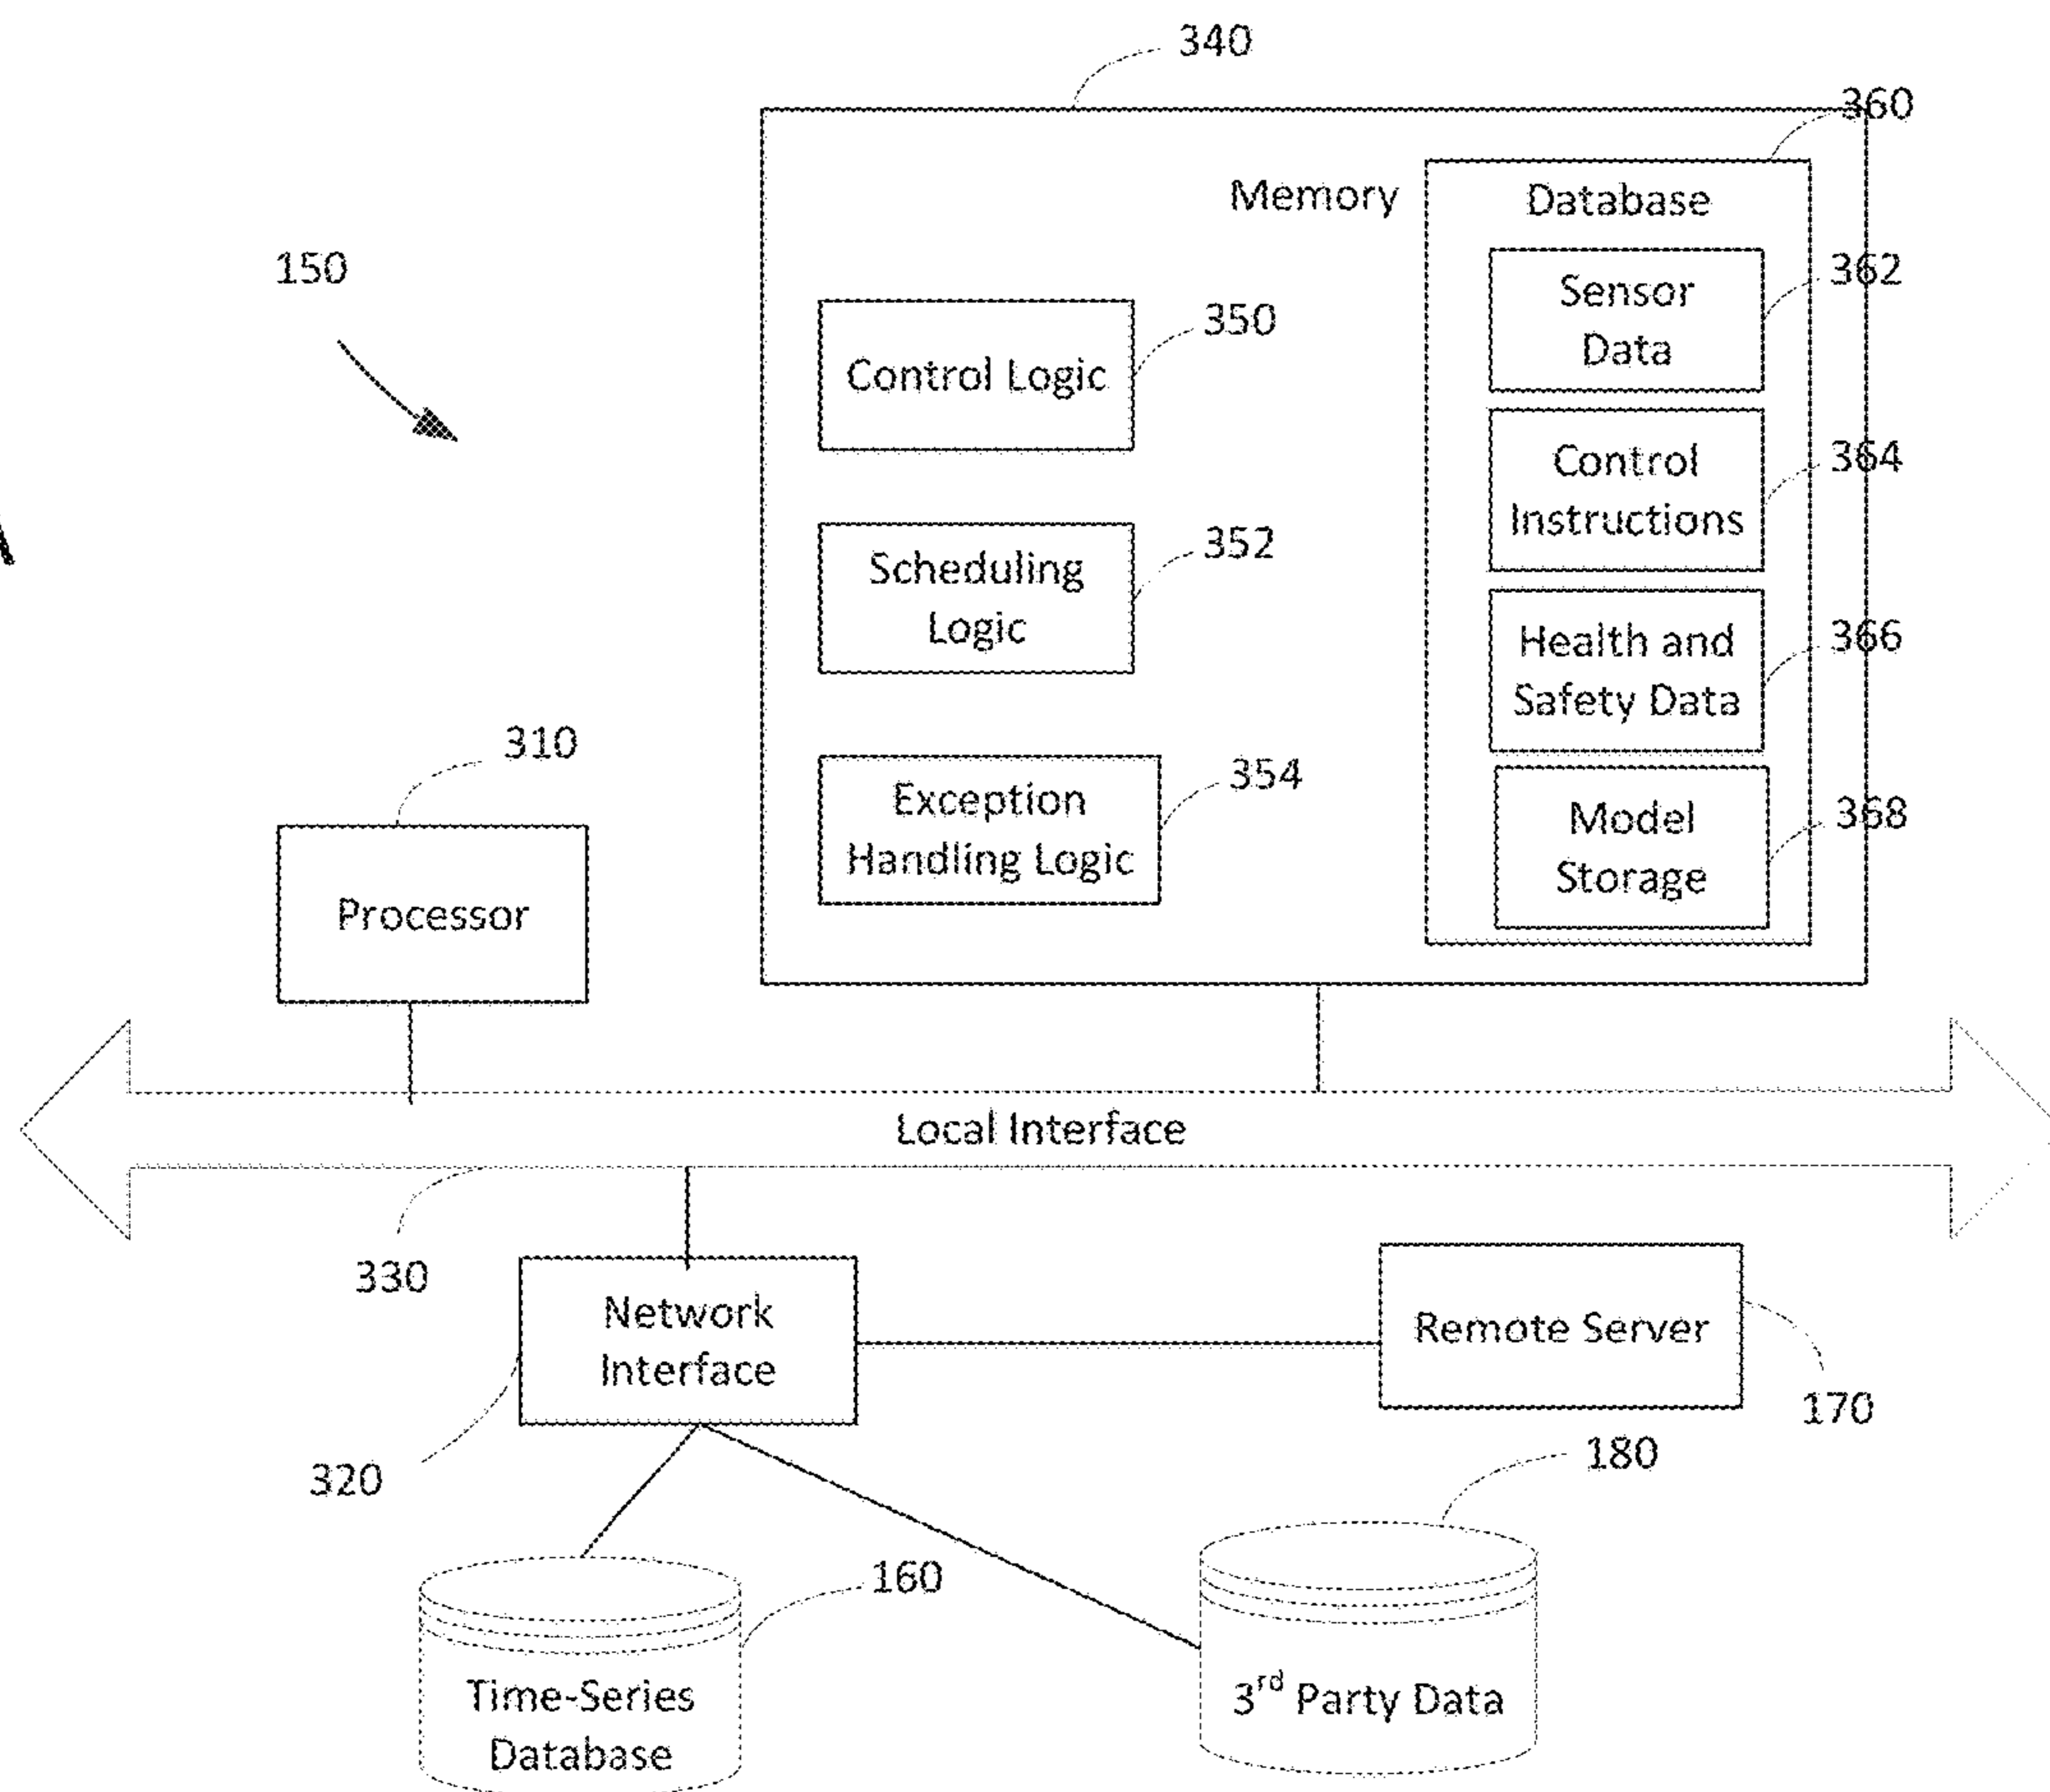 340
360
Memory
Database
150
Sensor
Data
362
350
Control Logic
Control
Instructions
364
352
Scheduling
Logic
Health and
Safety Data
366
310
354
Exception
Handling Logic
Model
Storage
368
Processor
Local Interface
330
Network
Interface
Remote Server
170
320
180
160
Time-Series
Database
3rd Party Data